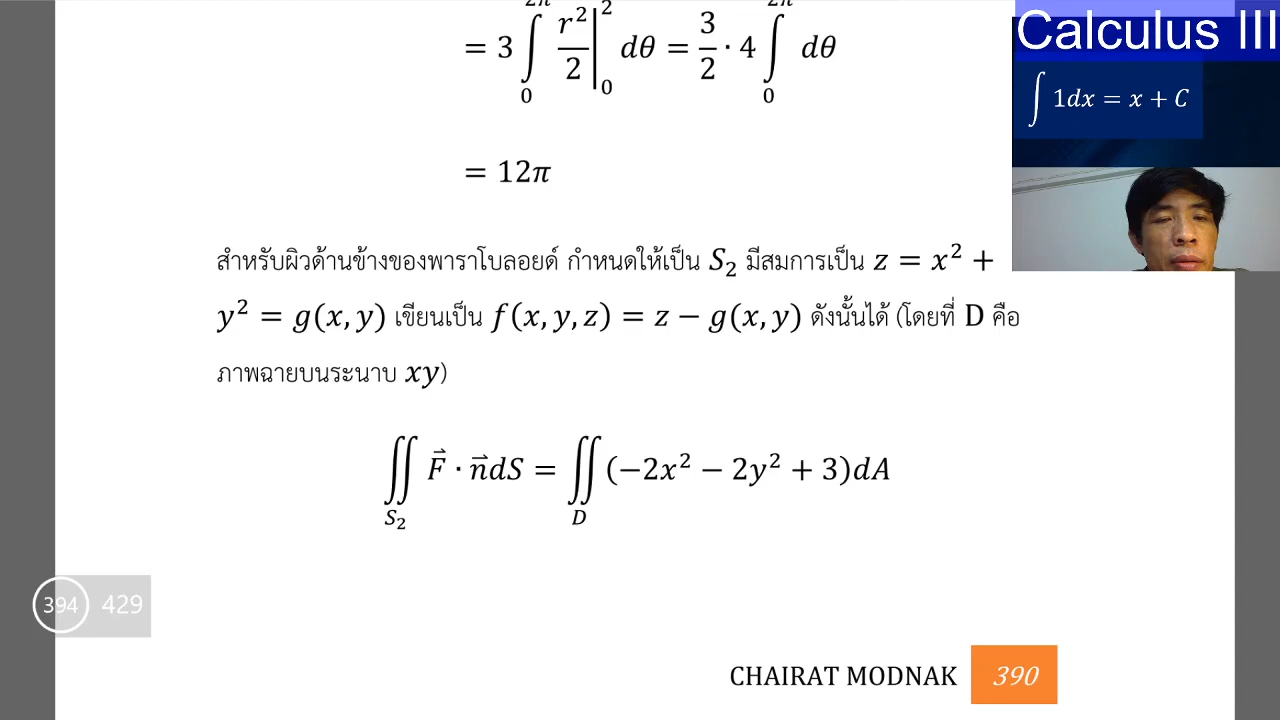 Calculus III
∫ 1dx = x + C
= 3 ∫₀^{2π} r²/2 |₀² dθ = 3/2 · 4 ∫₀^{2π} dθ
= 12π
สำหรับผิวด้านข้างของพาราโบลอยด์ กำหนดให้เป็น S₂ มีสมการเป็น z = x² +
y² = g(x, y) เขียนเป็น f(x, y, z) = z − g(x, y) ดังนั้นได้ (โดยที่ D คือ
ภาพฉายบนระนาบ xy)
∬_{S₂} F⃗ · n⃗dS = ∬_D (−2x² − 2y² + 3)dA
394 429
CHAIRAT MODNAK 390